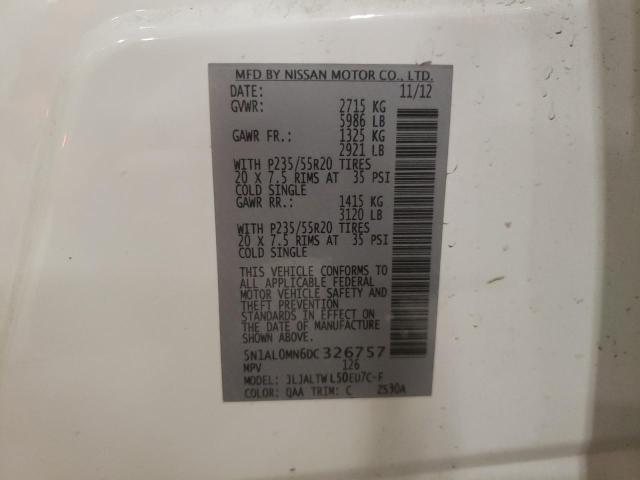 MFD BY NISSAN MOTOR CO., LTD.
DATE: 11/12
GVWR: 2715 KG
5986 LB
GAWR FR.: 1325 KG
2921 LB
WITH P235/55R20 TIRES
20 X 7.5 RIMS AT 35 PSI
COLD SINGLE
GAWR RR.: 1415 KG
3120 LB
WITH P235/55R20 TIRES
20 X 7.5 RIMS AT 35 PSI
COLD SINGLE
THIS VEHICLE CONFORMS TO
ALL APPLICABLE FEDERAL
MOTOR VEHICLE SAFETY AND
THEFT PREVENTION
STANDARDS IN EFFECT ON
THE DATE OF MANUFACTURE
SHOWN ABOVE.
5N1AL0MN6DC326757
MPV 126
MODEL: JLJALTWL50EU7C-F
COLOR: QAA TRIM: C 2S30A